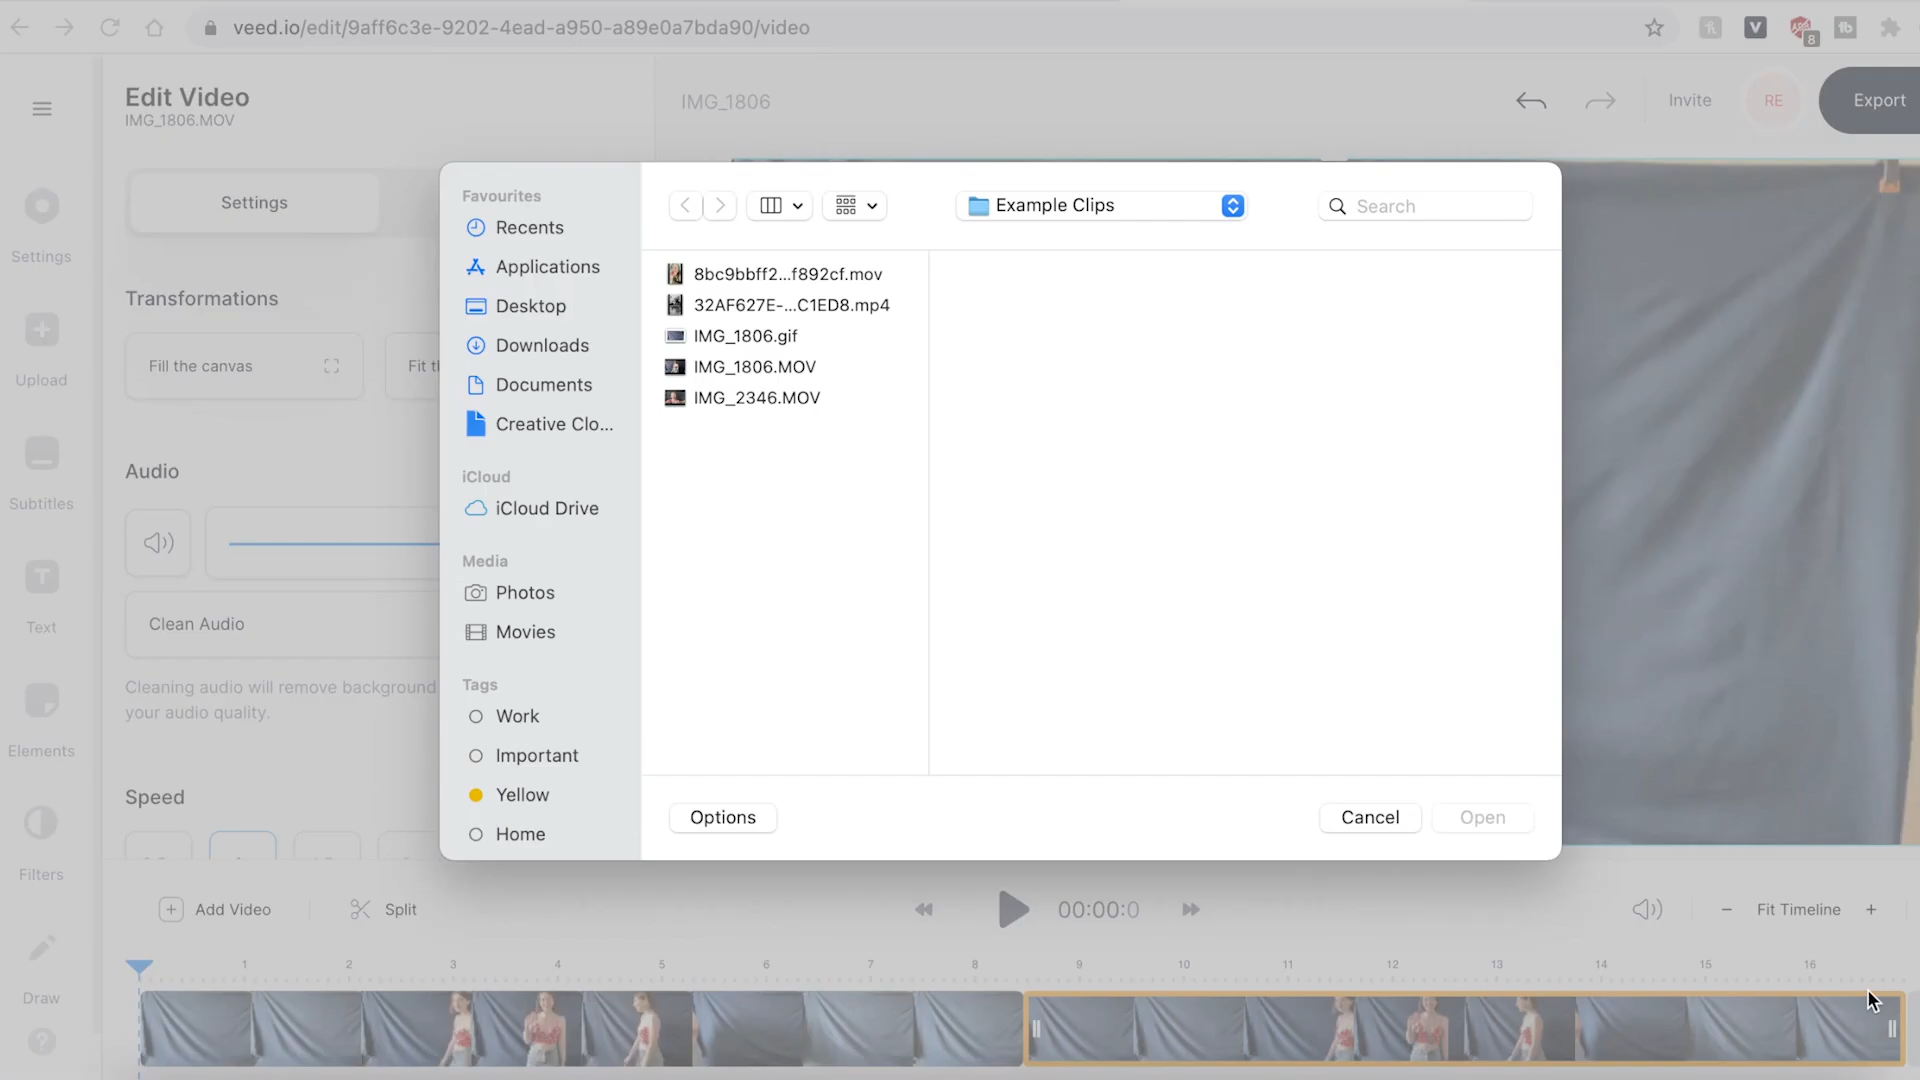 veed.io/edit/9aff6c3e-9202-4ead-a950-a89e0a7bda90/video
8
Edit Video
IMG_1806.MOV
IMG_1806
Invite
RE
Export
Settings
Settings
Upload
Subtitles
Text
Elements
Filters
Draw
Transformations
Fill the canvas
Fit t
Audio
Clean Audio
Cleaning audio will remove background
your audio quality.
Speed
Favourites
Recents
Applications
Desktop
Downloads
Documents
Creative Clo...
iCloud
iCloud Drive
Media
Photos
Movies
Tags
Work
Important
Yellow
Home
Example Clips
Search
8bc9bbff2...f892cf.mov
32AF627E-...C1ED8.mp4
IMG_1806.gif
IMG_1806.MOV
IMG_2346.MOV
Options
Cancel
Open
Add Video
Split
00:00:0
Fit Timeline
1 2 3 4 5 6 7 8 9 10 11 12 13 14 15 16